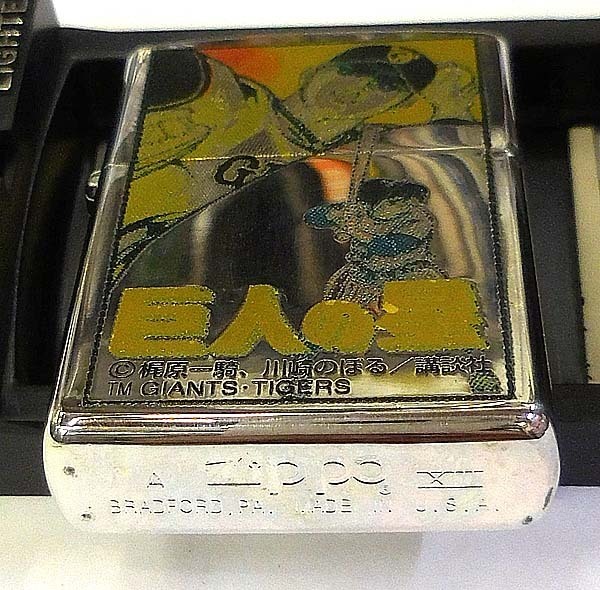 LIGHTE
G
巨人の星
©梶原一騎、川崎のぼる／講談社
TM GIANTS・TIGERS
A Zippo® XIII
BRADFORD, PA. MADE IN U.S.A.